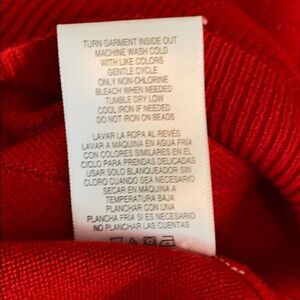 TURN GARMENT INSIDE OUT
MACHINE WASH COLD
WITH LIKE COLORS
GENTLE CYCLE
ONLY NON-CHLORINE
BLEACH WHEN NEEDED
TUMBLE DRY LOW
COOL IRON IF NEEDED
DO NOT IRON ON BEADS
LAVAR LA ROPA AL REVÉS
LAVAR A MAQUINA EN AGUA FRÍA
CON COLORES SIMILARES EN EL
CICLO PARA PRENDAS DELICADAS
USAR SOLO BLANQUEADOR SIN
CLORO CUANDO SEA NECESARIO
SECAR EN MÁQUINA A
TEMPERATURA BAJA
PLANCHAR CON UNA
PLANCHA FRÍA SI ES NECESARIO
NO PLANCHAR LAS CUENTAS